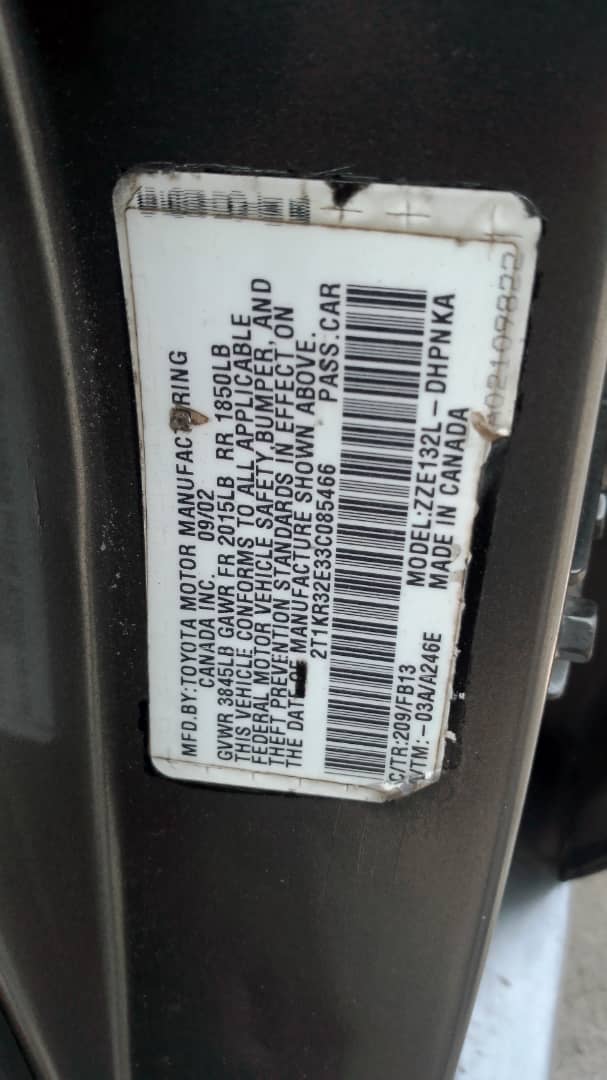 MFD.BY:TOYOTA MOTOR MANUFACTURING
CANADA INC. 09/02
GVWR 3845LB GAWR FR 2015LB RR 1850LB
THIS VEHICLE CONFORMS TO ALL APPLICABLE
FEDERAL MOTOR VEHICLE SAFETY, BUMPER, AND
THEFT PREVENTION STANDARDS IN EFFECT ON
THE DATE OF MANUFACTURE SHOWN ABOVE.
2T1KR32E33C085466 PASS.CAR
C/TR:209/FB13 MODEL:ZZE132L-DHPNKA
A/TM:-03A/A246E MADE IN CANADA